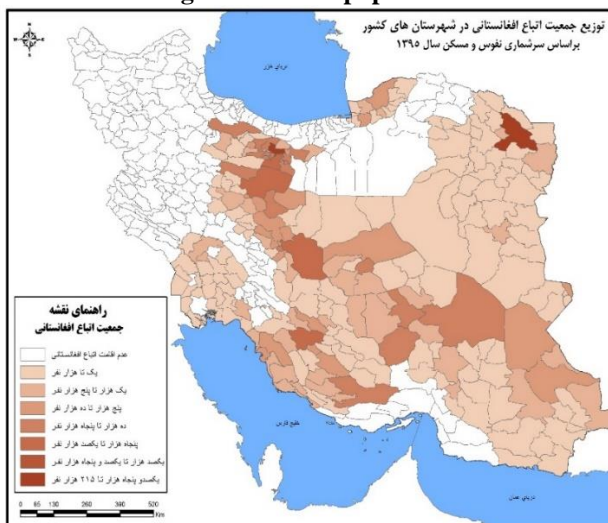 توزیع جمعیت اتباع افغانستانی در شهرستان های کشور
براساس سرشماری نفوس و مسکن سال ۱۳۹۵
دریای خزر
راهنمای نقشه
جمعیت اتباع افغانستانی
عدم اقامت اتباع افغانستانی
یک تا هزار نفر
یک هزار تا پنج هزار نفر
پنج هزار تا ده هزار نفر
ده هزار تا پنجاه هزار نفر
پنجاه هزار تا یکصد هزار نفر
یکصد هزار تا یکصد و پنجاه هزار نفر
یکصدو پنجاه هزار تا ۲۱۵ هزار نفر
خلیج فارس
دریای عمان
0 65 130 260 390 520
Km